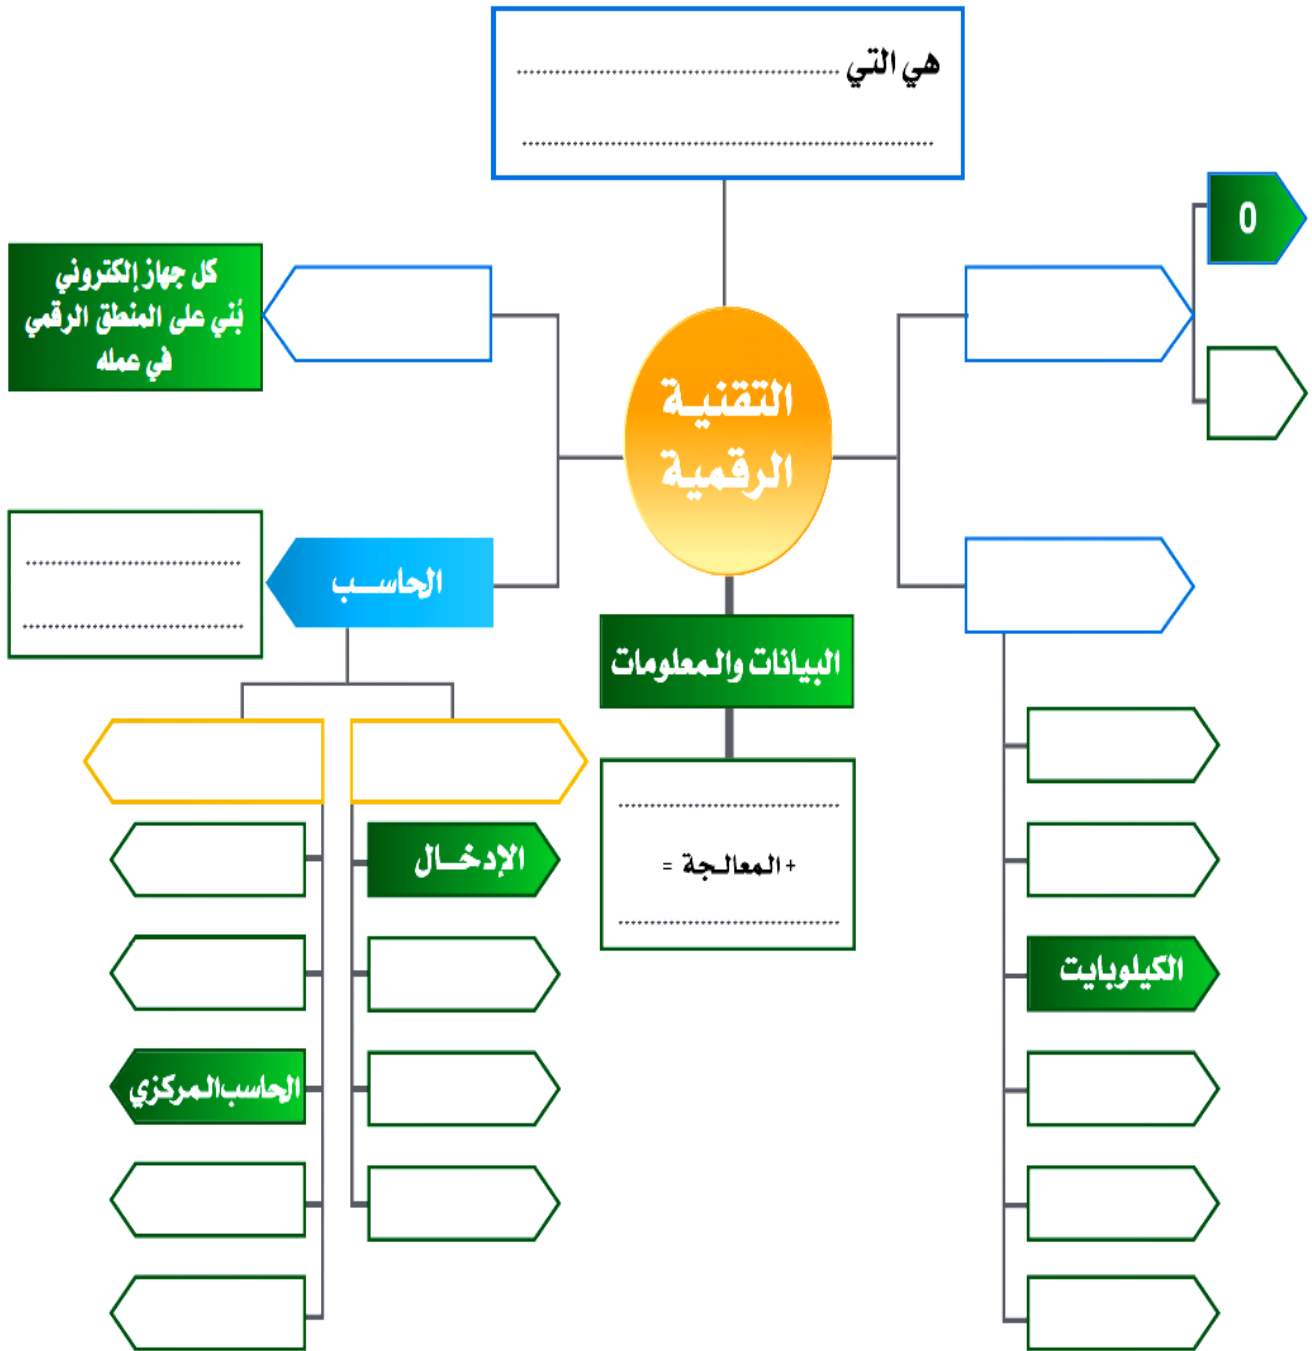 هي التي ........................................
........................................
0
كل جهاز إلكتروني
بُني على المنطق الرقمي
في عمله
التقنية
الرقمية
الحاسب
........................................
........................................
البيانات والمعلومات
........................................
+ المعالجة =
........................................
الإدخال
الكيلوبايت
الحاسب المركزي